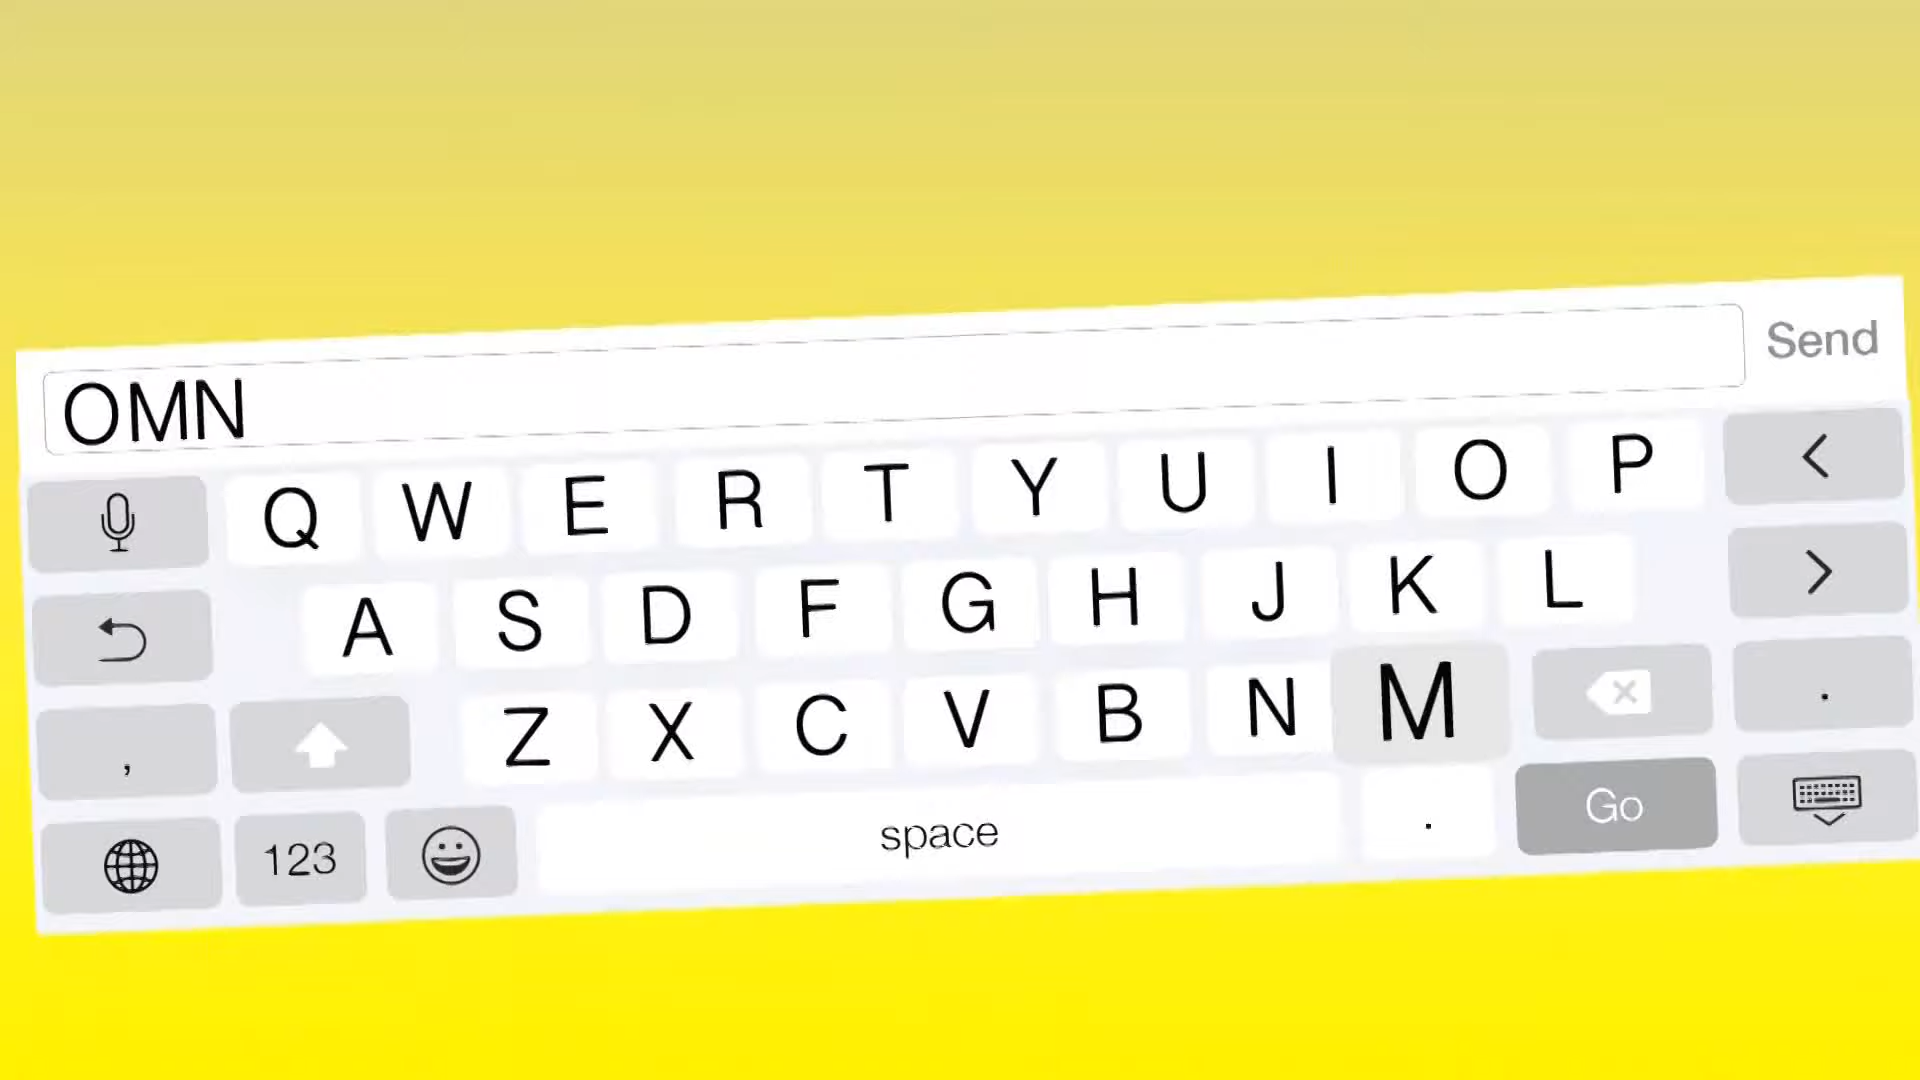 OMN
Send
Q W E R T Y U I O P <
A S D F G H J K L >
, Z X C V B N M .
123 space . Go